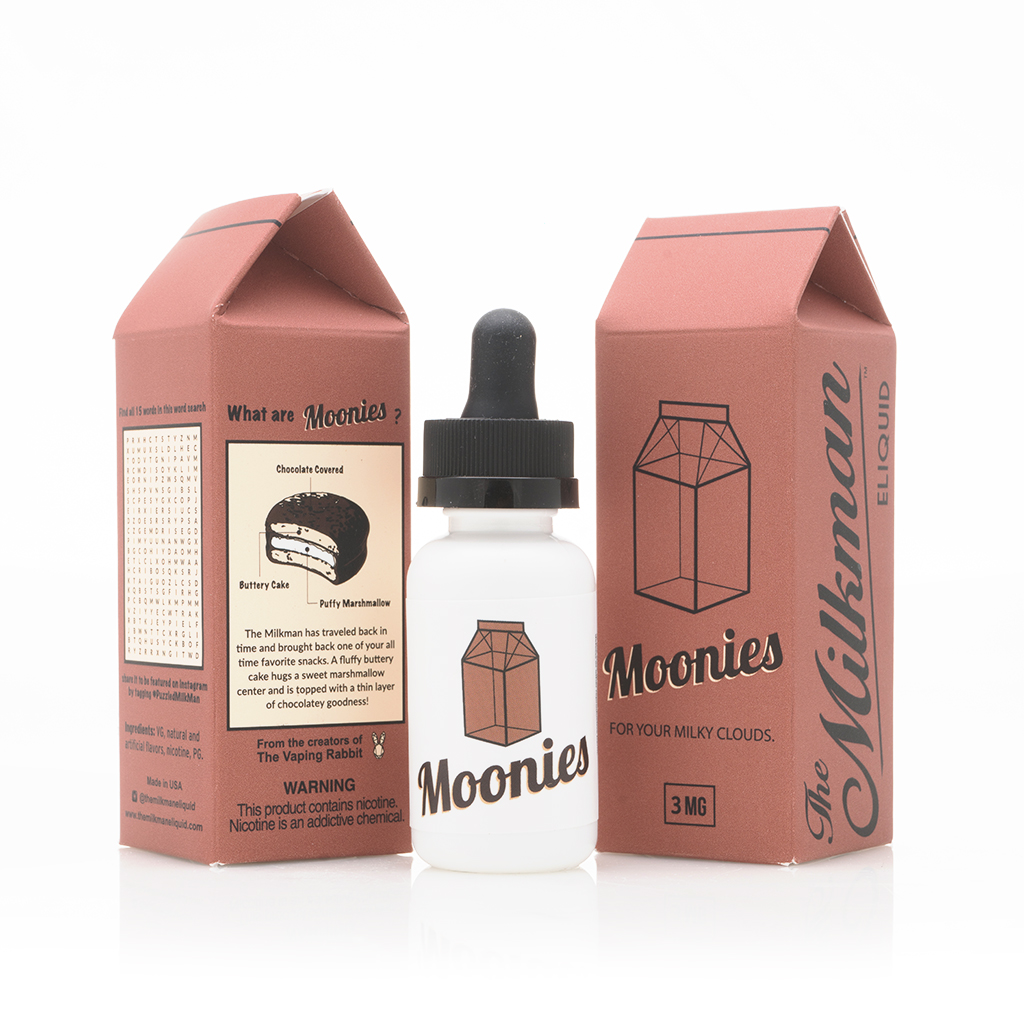 Find all 15 words in this word search
share it to be featured on Instagram
by tagging @PuzzledMilkMan
Ingredients: VG, natural and
artificial flavors, nicotine, PG.
Made in USA
@themilkmaneliquid
www.themilkmaneliquid.com
What are Moonies ?
Chocolate Covered
Buttery Cake
Puffy Marshmallow
The Milkman has traveled back in
time and brought back one of your all
time favorite snacks. A fluffy buttery
cake hugs a sweet marshmallow
center and is topped with a thin layer
of chocolatey goodness!
From the creators of
The Vaping Rabbit
WARNING
This product contains nicotine.
Nicotine is an addictive chemical.
Moonies
Moonies
FOR YOUR MILKY CLOUDS.
3 MG
The Milkman ™
ELIQUID